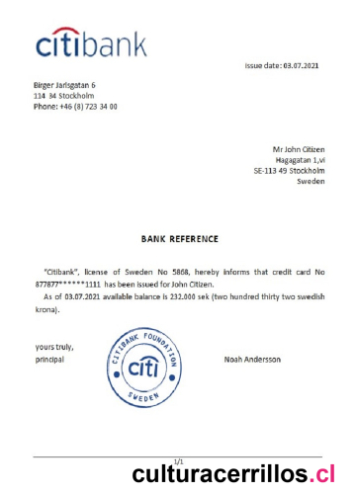 citibank
issue date: 03.07.2021
Birger Jarlsgatan 6
114 34 Stockholm
Phone: +46 (8) 723 34 00
Mr John Citizen
Hagagatan 1,vi
SE-113 49 Stockholm
Sweden
BANK REFERENCE
"Citibank", license of Sweden No 5868, hereby informs that credit card No
877877******1111 has been issued for John Citizen.
As of 03.07.2021 available balance is 232.000 sek (two hundred thirty two swedish
krona).
yours truly,
principal
CITIBANK FOUNDATION
citi
SWEDEN
Noah Andersson
1/1
culturacerrillos.cl